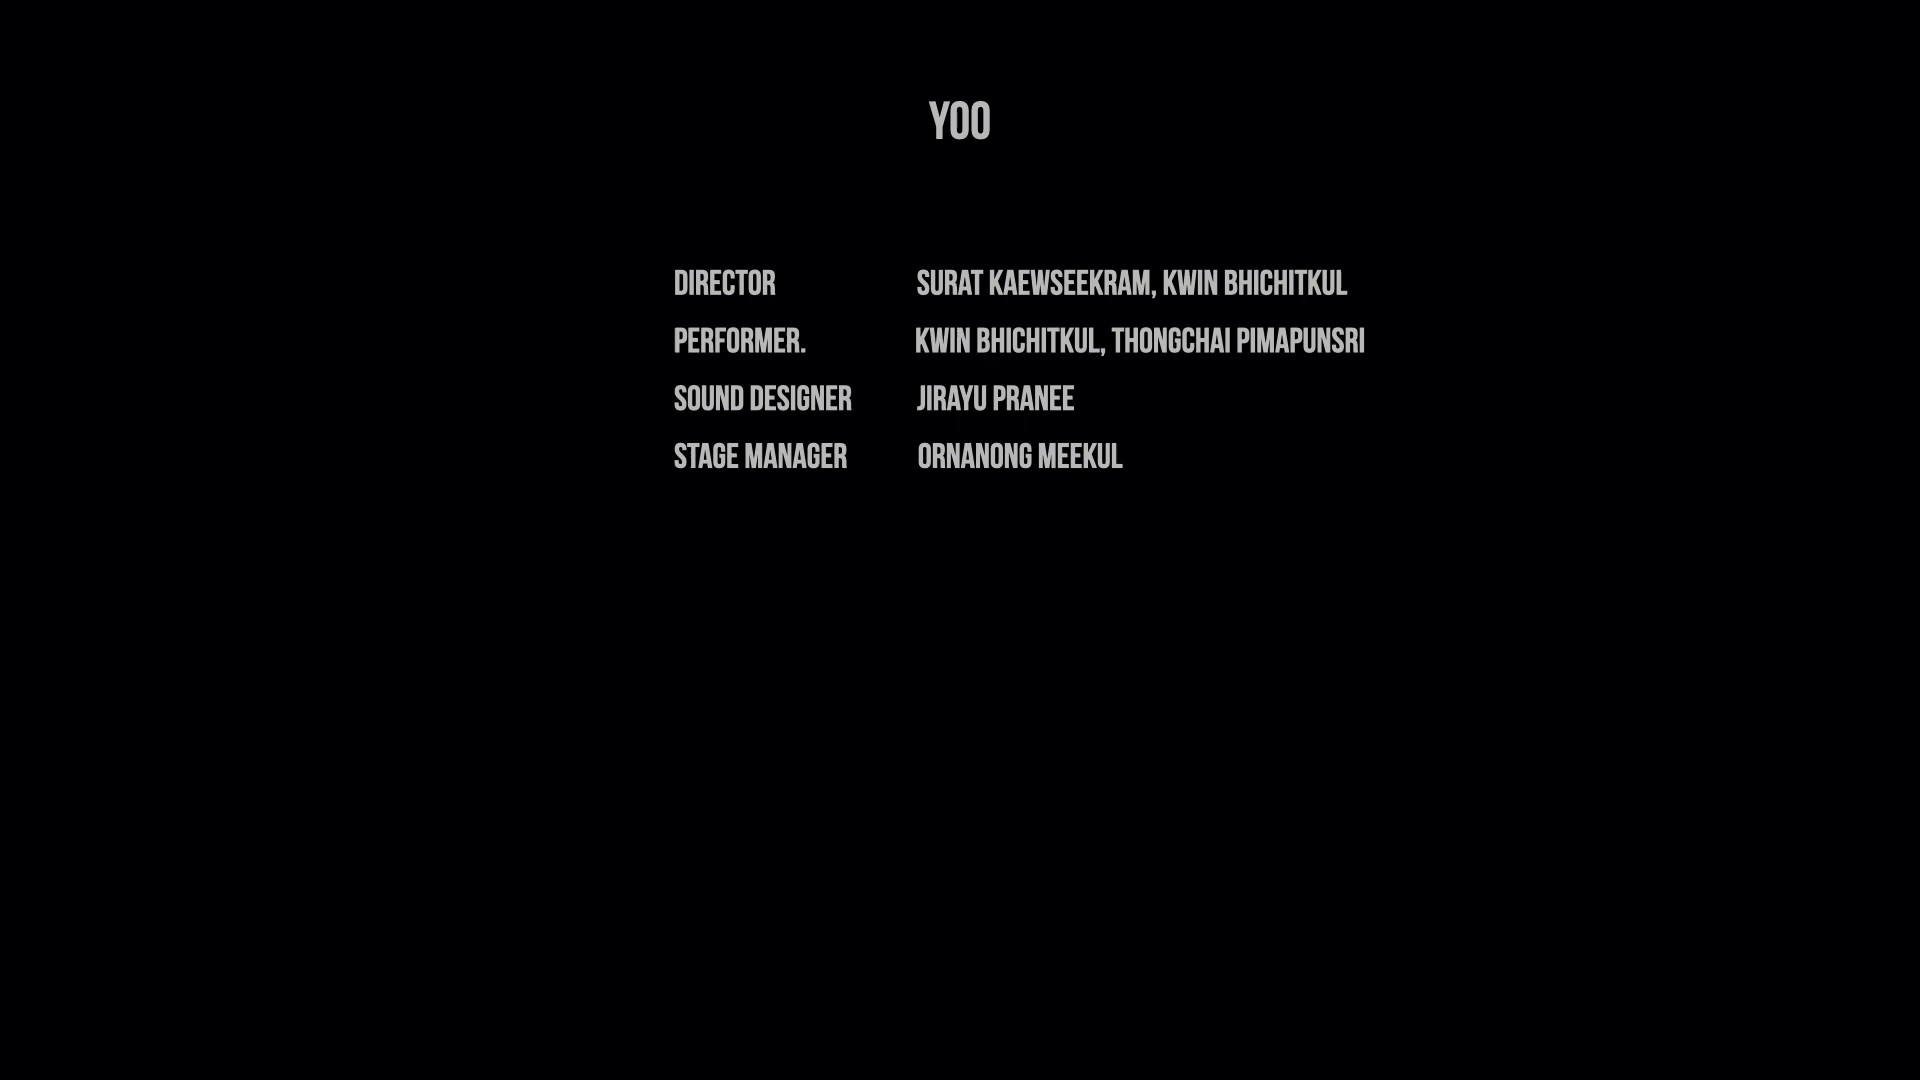 YOO
DIRECTOR SURAT KAEWSEEKRAM, KWIN BHICHITKUL
PERFORMER. KWIN BHICHITKUL, THONGCHAI PIMAPUNSRI
SOUND DESIGNER JIRAYU PRANEE
STAGE MANAGER ORNANONG MEEKUL